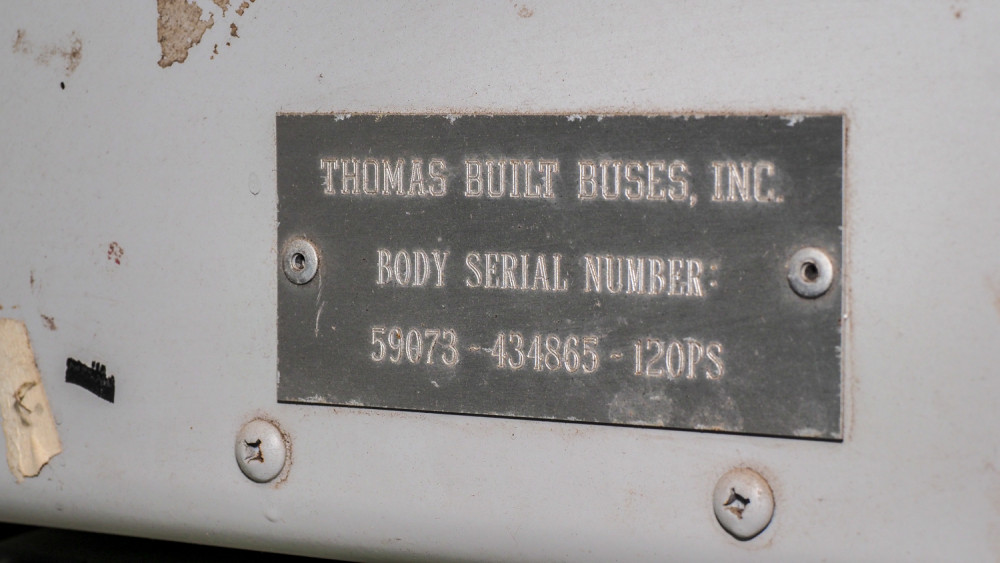 THOMAS BUILT BUSES, INC.
BODY SERIAL NUMBER:
59073-434865-120PS